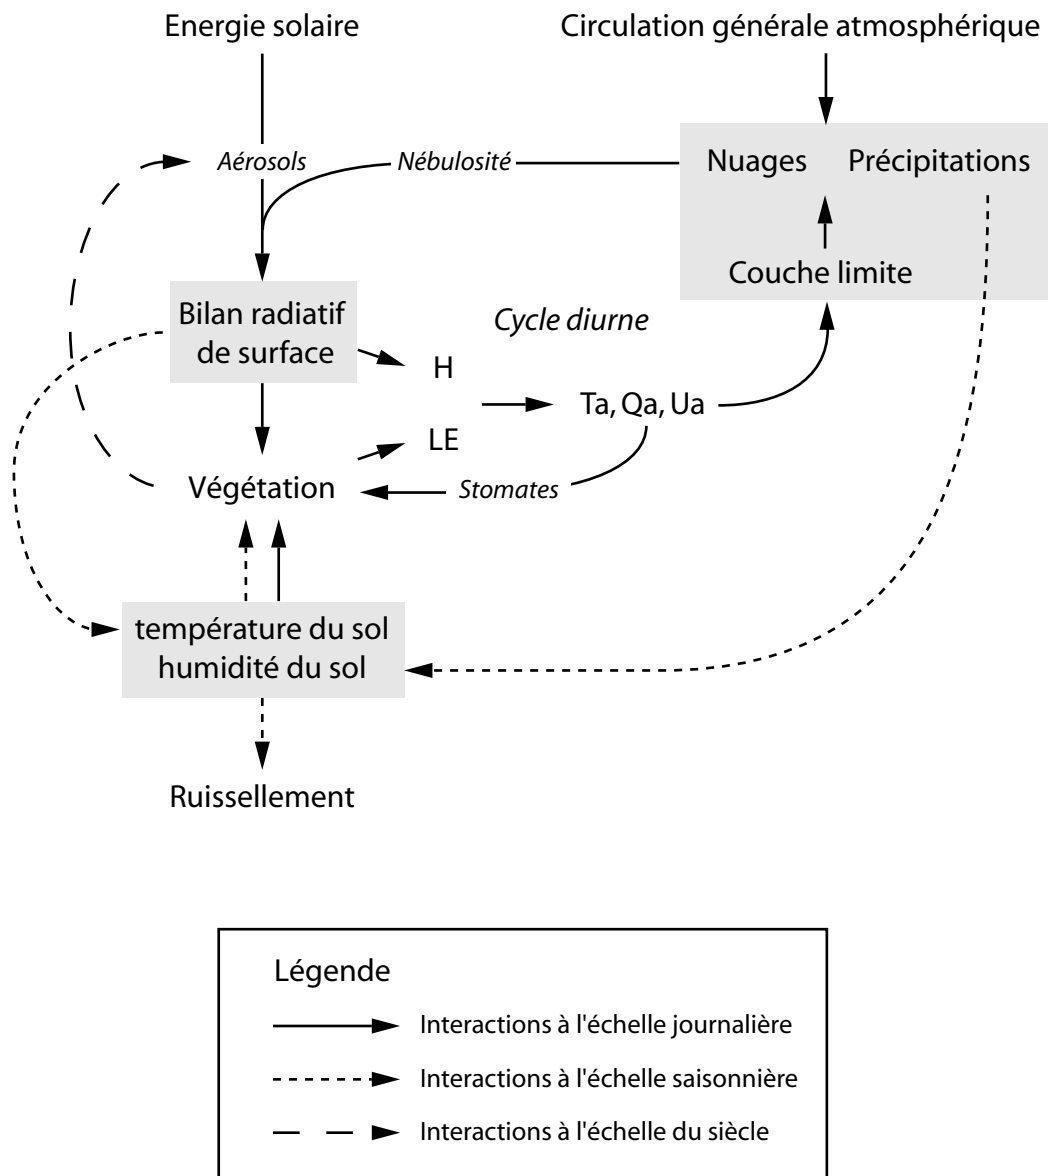 Energie solaire
Circulation générale atmosphérique
Aérosols
Nébulosité
Nuages
Précipitations
Couche limite
Bilan radiatif
de surface
Cycle diurne
H
Ta, Qa, Ua
LE
Végétation
Stomates
température du sol
humidité du sol
Ruissellement
Légende
Interactions à l'échelle journalière
Interactions à l'échelle saisonnière
Interactions à l'échelle du siècle